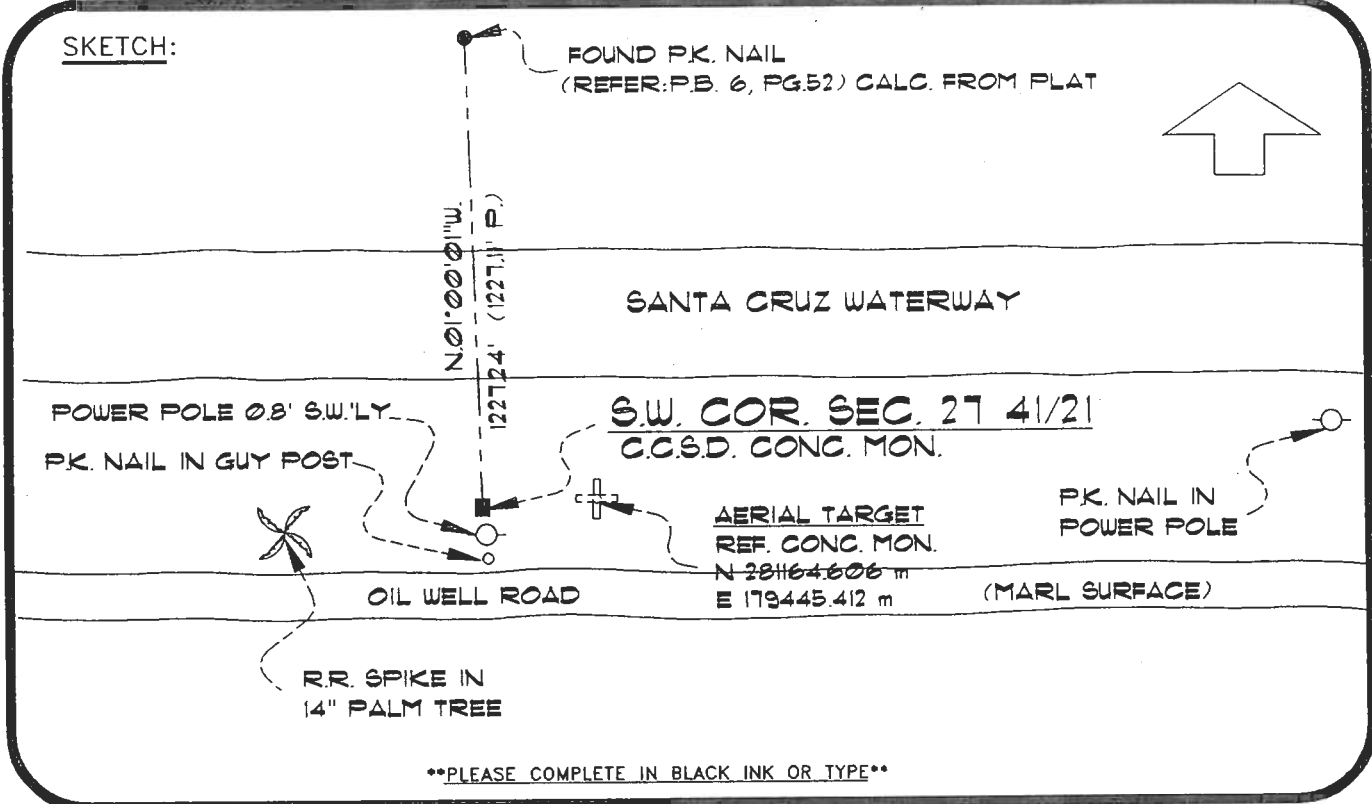 SKETCH:
FOUND P.K. NAIL
(REFER:P.B. 6, PG.52) CALC. FROM PLAT
N.01°00'01"W.
1227.24' (1227.11' P.)
SANTA CRUZ WATERWAY
POWER POLE 0.8' S.W.'LY
S.W. COR. SEC. 27 41/21
C.C.S.D. CONC. MON.
P.K. NAIL IN GUY POST
AERIAL TARGET
REF. CONC. MON.
N 281164.606 m
E 179445.412 m
P.K. NAIL IN
POWER POLE
OIL WELL ROAD
(MARL SURFACE)
R.R. SPIKE IN
14" PALM TREE
**PLEASE COMPLETE IN BLACK INK OR TYPE**